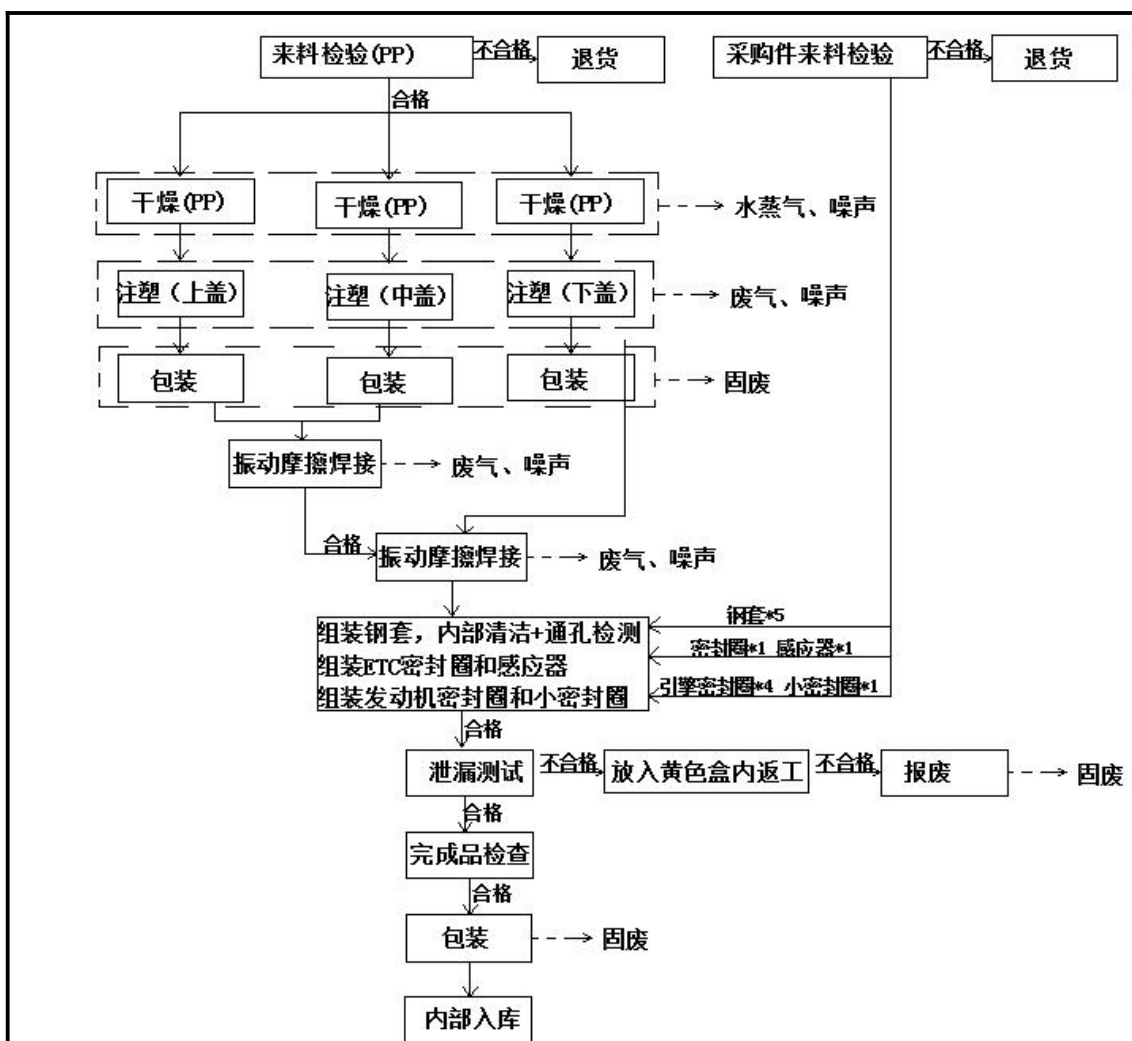 来料检验(PP)
不合格
退货
采购件来料检验
不合格
退货
合格
干燥(PP)
干燥(PP)
干燥(PP)
水蒸气、噪声
注塑（上盖）
注塑（中盖）
注塑（下盖）
废气、噪声
包装
包装
包装
固废
振动摩擦焊接
废气、噪声
合格
振动摩擦焊接
废气、噪声
组装钢套，内部清洁+通孔检测
组装ETC密封圈和感应器
组装发动机密封圈和小密封圈
钢套*5
密封圈*1 感应器*1
引擎密封圈*4 小密封圈*1
合格
泄漏测试
不合格
放入黄色盒内返工
不合格
报废
固废
合格
完成品检查
合格
包装
固废
内部入库